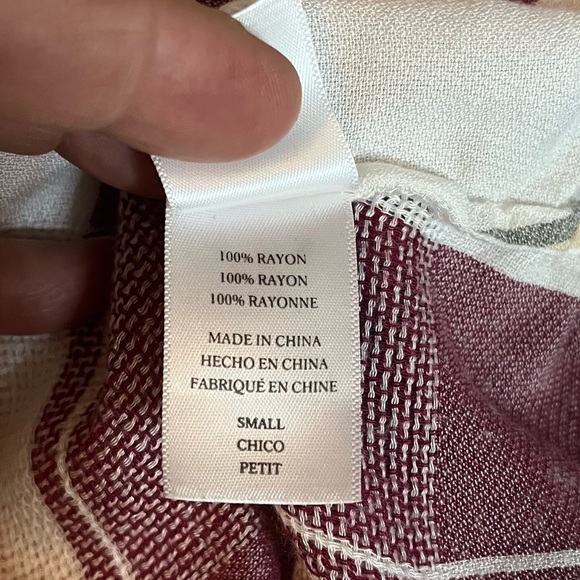 100% RAYON
100% RAYON
100% RAYONNE
MADE IN CHINA
HECHO EN CHINA
FABRIQUÉ EN CHINE
SMALL
CHICO
PETIT